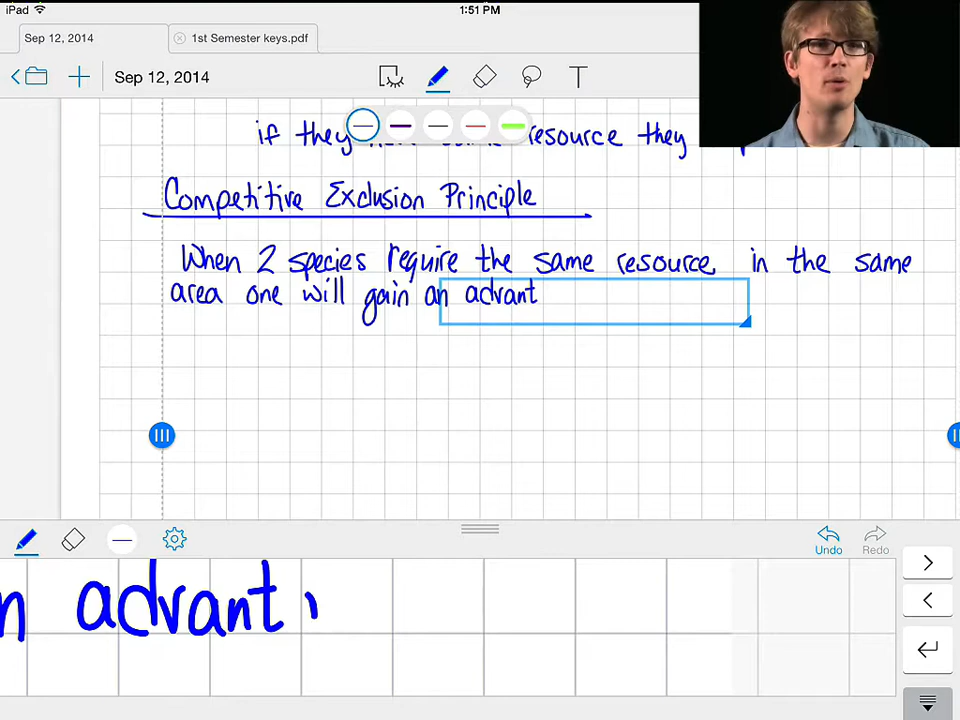 iPad 1:51 PM
Sep 12, 2014 1st Semester keys.pdf
Sep 12, 2014 T
if they resource they
Competitive Exclusion Principle
When 2 species require the same resource in the same
area one will gain an advant
Undo Redo
n advant